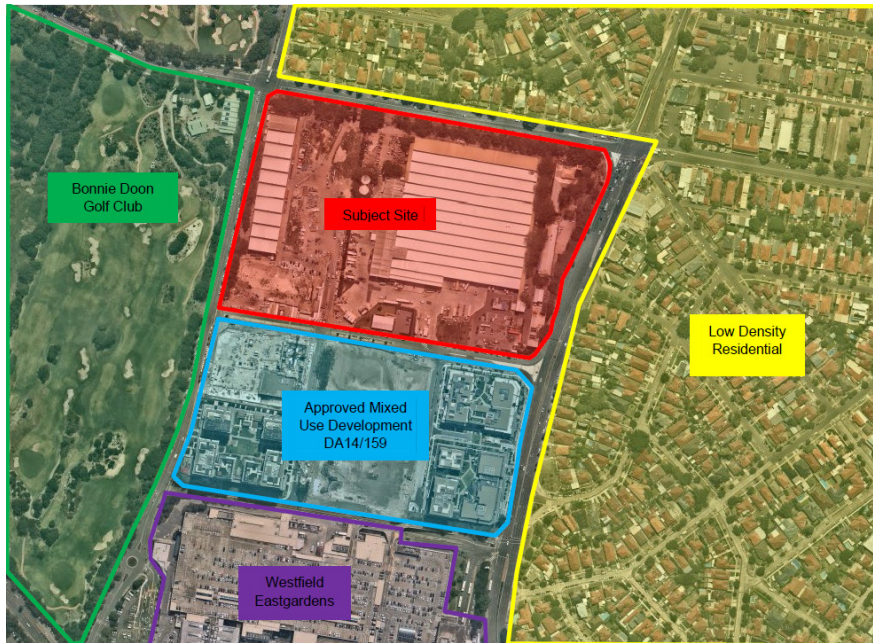 Bonnie Doon
Golf Club
Subject Site
Low Density
Residential
Approved Mixed
Use Development
DA14/159
Westfield
Eastgardens